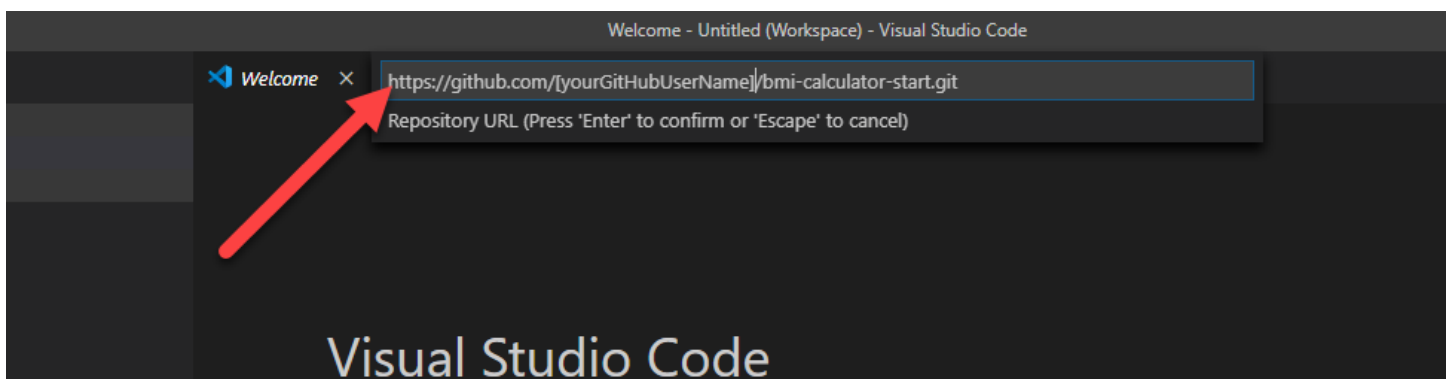 Welcome - Untitled (Workspace) - Visual Studio Code
Welcome
https://github.com/[yourGitHubUserName]/bmi-calculator-start.git
Repository URL (Press 'Enter' to confirm or 'Escape' to cancel)
Visual Studio Code